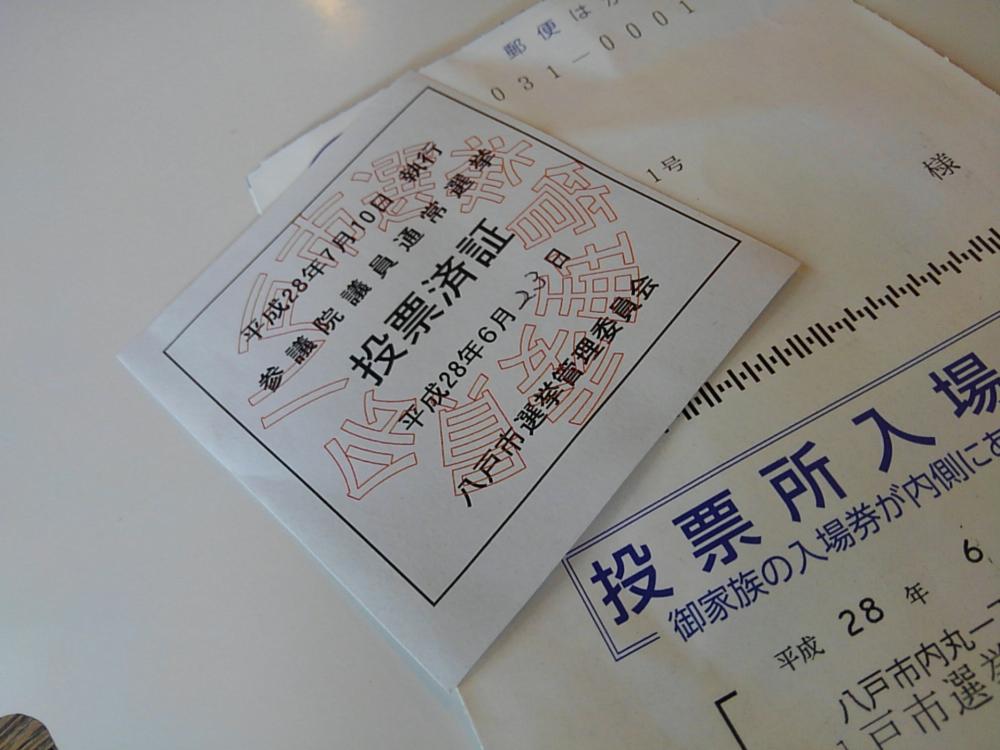 郵便は
031-0001
1号
様
平成28年7月10日 執行
参議院議員通常選挙
投票済証
平成28年6月23日
八戸市選挙管理委員会
投票所入場
御家族の入場券が内側に
平成 28 年 6
八戸市内丸一
戸市選挙